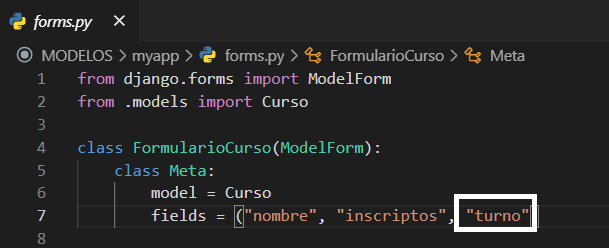 forms.py ×
MODELOS > myapp > forms.py > FormularioCurso > Meta
1 from django.forms import ModelForm
2 from .models import Curso
3
4 class FormularioCurso(ModelForm):
5 class Meta:
6 model = Curso
7 fields = ("nombre", "inscriptos", "turno"
8